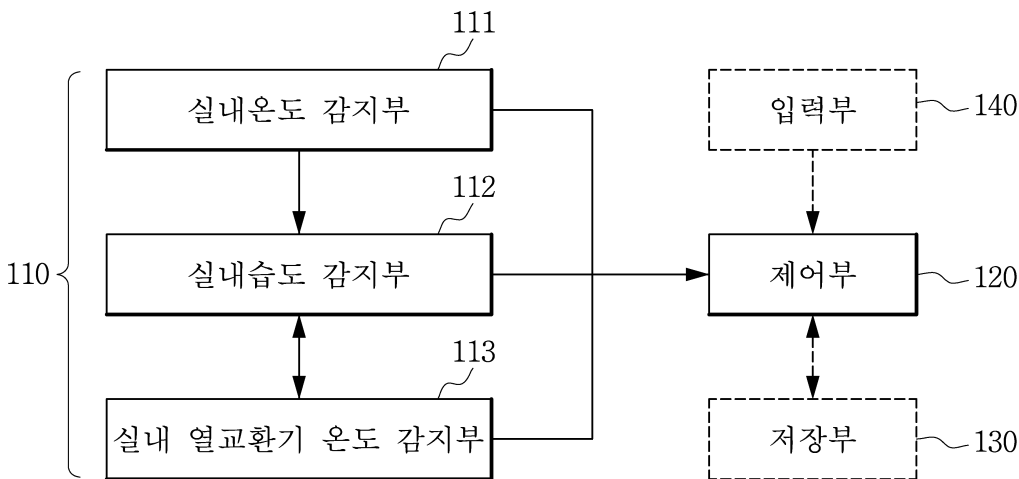 111
실내온도 감지부
입력부
140
112
110
실내습도 감지부
제어부
120
113
실내 열교환기 온도 감지부
저장부
130